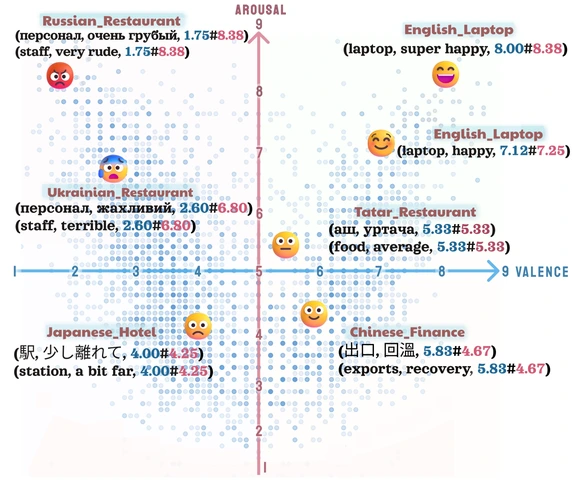 AROUSAL
9
Russian_Restaurant
(персонал, очень грубый, 1.75#8.38)
(staff, very rude, 1.75#8.38)
English_Laptop
(laptop, super happy, 8.00#8.38)
8
English_Laptop
(laptop, happy, 7.12#7.25)
7
Ukrainian_Restaurant
(персонал, жахливий, 2.60#6.80)
(staff, terrible, 2.60#6.80)
6
Tatar_Restaurant
(аш, уртача, 5.33#5.33)
(food, average, 5.33#5.33)
1 2 3 4 5 6 7 8 9 VALENCE
4
Japanese_Hotel
(駅, 少し離れて, 4.00#4.25)
(station, a bit far, 4.00#4.25)
Chinese_Finance
(出口, 回溫, 5.83#4.67)
(exports, recovery, 5.83#4.67)
3
2
1